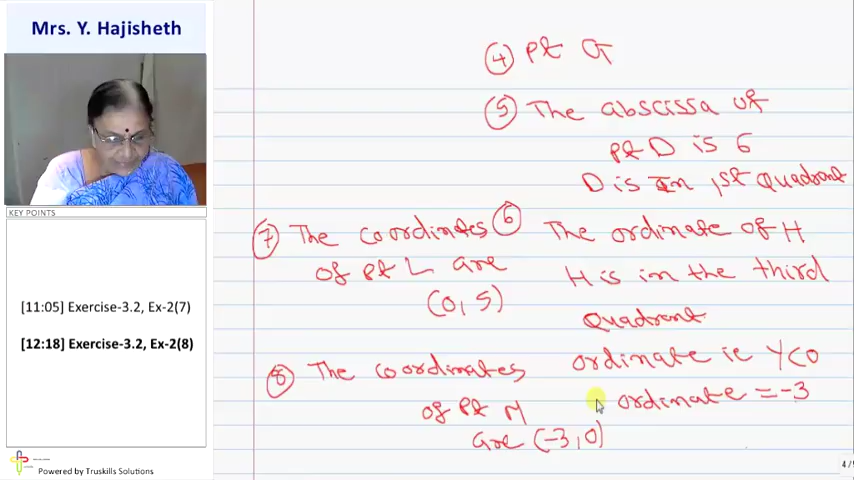 Mrs. Y. Hajisheth
KEY POINTS
[11:05] Exercise-3.2, Ex-2(7)
[12:18] Exercise-3.2, Ex-2(8)
Powered by Truskills Solutions
④ Pt G
⑤ The abscissa of
Pt D is 6
D is in 1st Quadrant
⑥ The ordinate of H
H is in the third
Quadrant
ordinate ie Y<0
ordinate = -3
⑦ The coordinates
of pt L are
(0, 5)
⑧ The coordinates
of Pt M
are (-3, 0)